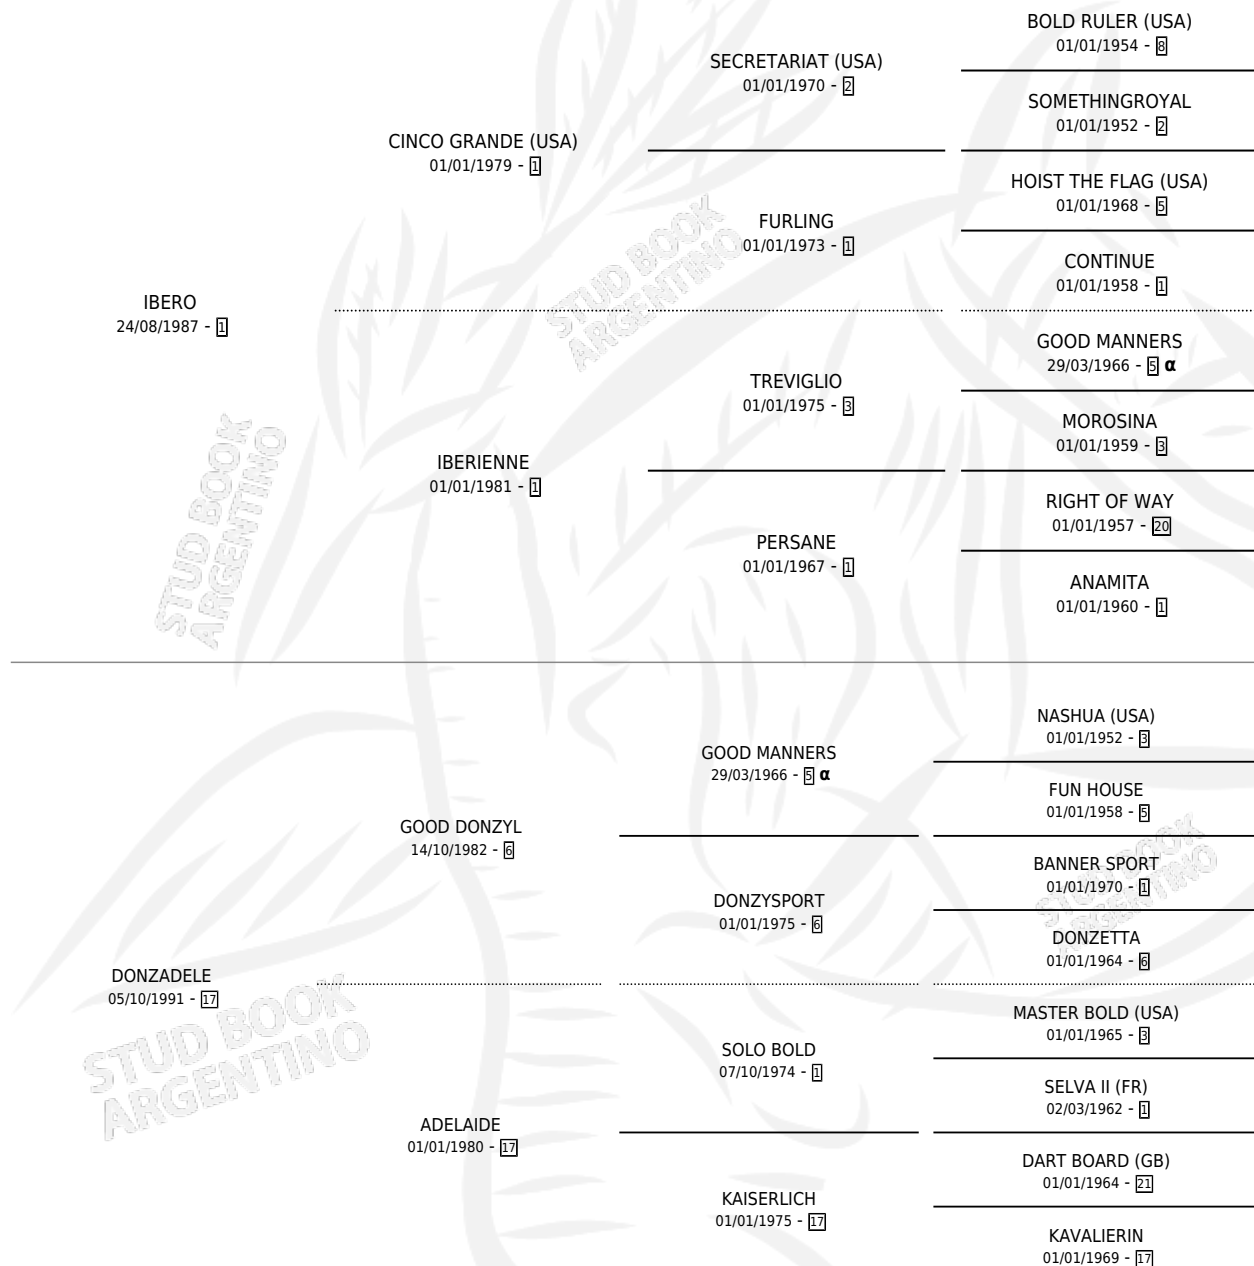 BOLD RULER (USA)
01/01/1954 - 8
SECRETARIAT (USA)
01/01/1970 - 2
SOMETHINGROYAL
01/01/1952 - 2
CINCO GRANDE (USA)
01/01/1979 - 1
HOIST THE FLAG (USA)
01/01/1968 - 5
FURLING
01/01/1973 - 1
CONTINUE
01/01/1958 - 1
IBERO
24/08/1987 - 1
GOOD MANNERS
29/03/1966 - 5 α
TREVIGLIO
01/01/1975 - 3
MOROSINA
01/01/1959 - 3
IBERIENNE
01/01/1981 - 1
RIGHT OF WAY
01/01/1957 - 20
PERSANE
01/01/1967 - 1
ANAMITA
01/01/1960 - 1
NASHUA (USA)
01/01/1952 - 3
GOOD MANNERS
29/03/1966 - 5 α
FUN HOUSE
01/01/1958 - 5
GOOD DONZYL
14/10/1982 - 6
BANNER SPORT
01/01/1970 - 1
DONZYSPORT
01/01/1975 - 6
DONZETTA
01/01/1964 - 6
DONZADELE
05/10/1991 - 17
MASTER BOLD (USA)
01/01/1965 - 3
SOLO BOLD
07/10/1974 - 1
SELVA II (FR)
02/03/1962 - 1
ADELAIDE
01/01/1980 - 17
DART BOARD (GB)
01/01/1964 - 21
KAISERLICH
01/01/1975 - 17
KAVALIERIN
01/01/1969 - 17
STUD BOOK
ARGENTINO
STUD BOOK
ARGENTINO
STUD BOOK
ARGENTINO
STUD BOOK
ARGENTINO